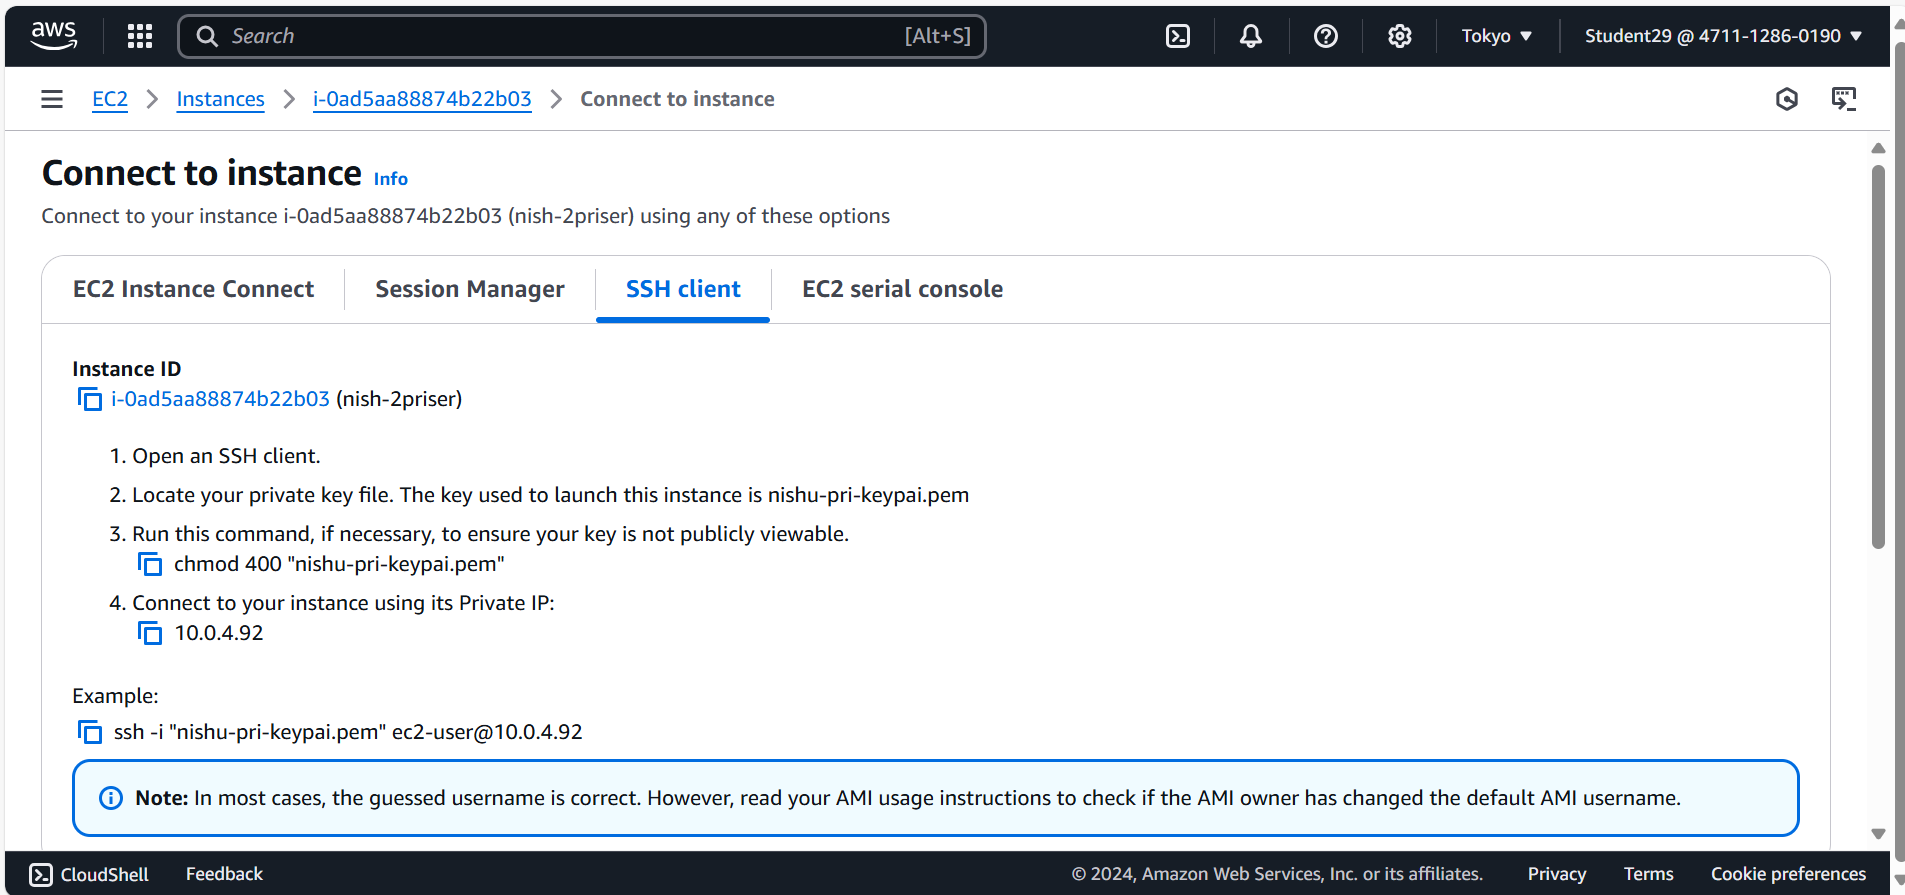 aws
Search [Alt+S] Tokyo Student29 @ 4711-1286-0190
EC2 Instances i-0ad5aa88874b22b03 Connect to instance
Connect to instance Info
Connect to your instance i-0ad5aa88874b22b03 (nish-2priser) using any of these options
EC2 Instance Connect Session Manager SSH client EC2 serial console
Instance ID
i-0ad5aa88874b22b03 (nish-2priser)
1. Open an SSH client.
2. Locate your private key file. The key used to launch this instance is nishu-pri-keypai.pem
3. Run this command, if necessary, to ensure your key is not publicly viewable.
chmod 400 "nishu-pri-keypai.pem"
4. Connect to your instance using its Private IP:
10.0.4.92
Example:
ssh -i "nishu-pri-keypai.pem" ec2-user@10.0.4.92
Note: In most cases, the guessed username is correct. However, read your AMI usage instructions to check if the AMI owner has changed the default AMI username.
CloudShell Feedback © 2024, Amazon Web Services, Inc. or its affiliates. Privacy Terms Cookie preferences